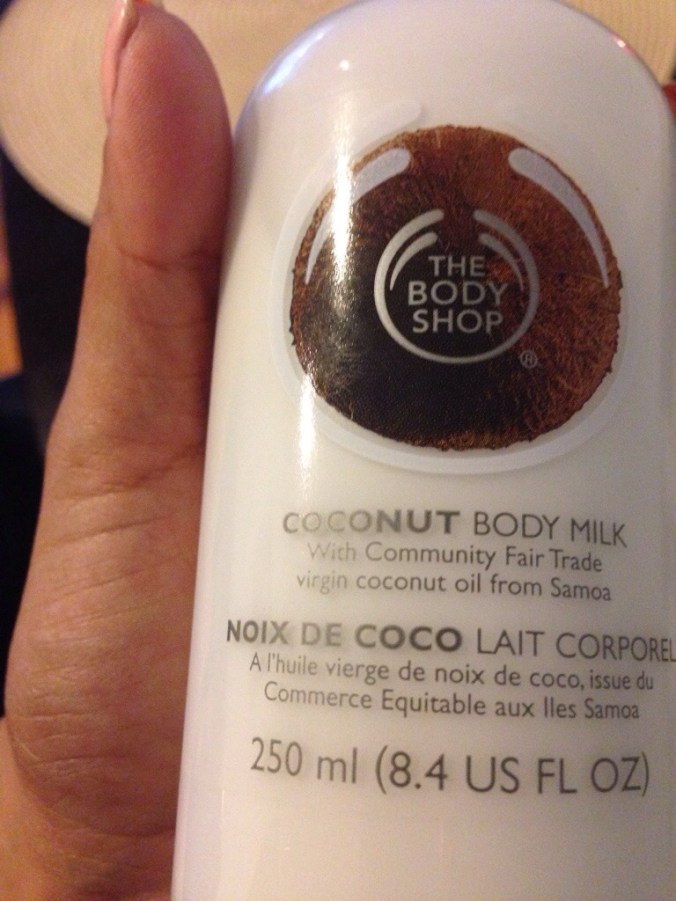 THE
BODY
SHOP
®
COCONUT BODY MILK
With Community Fair Trade
virgin coconut oil from Samoa
NOIX DE COCO LAIT CORPOREL
A l'huile vierge de noix de coco, issue du
Commerce Equitable aux Iles Samoa
250 ml (8.4 US FL OZ)